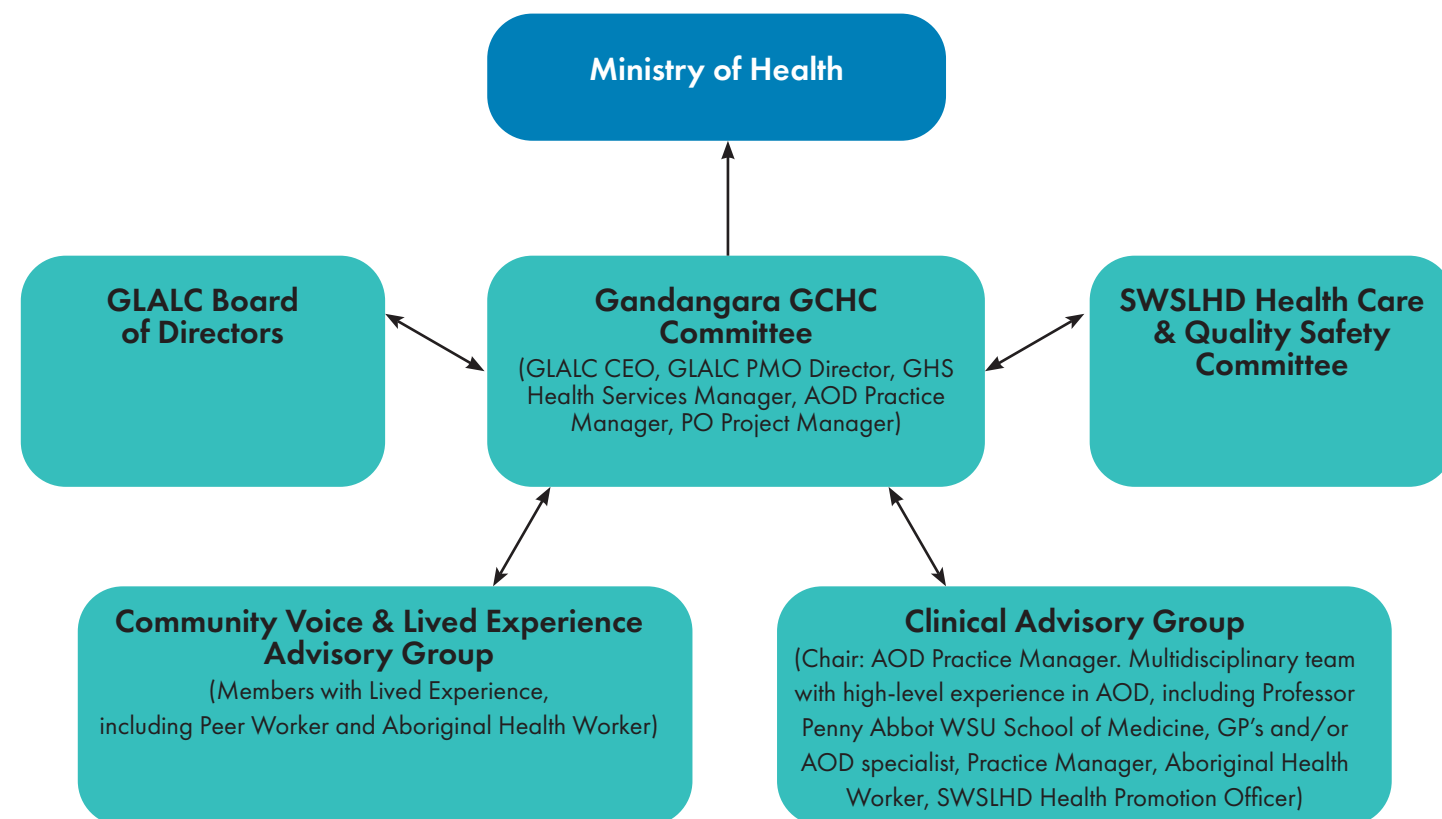 Ministry of Health
GLALC Board
of Directors
Gandangara GCHC
Committee
(GLALC CEO, GLALC PMO Director, GHS
Health Services Manager, AOD Practice
Manager, PO Project Manager)
SWSLHD Health Care
& Quality Safety
Committee
Community Voice & Lived Experience
Advisory Group
(Members with Lived Experience,
including Peer Worker and Aboriginal Health Worker)
Clinical Advisory Group
(Chair: AOD Practice Manager. Multidisciplinary team
with high-level experience in AOD, including Professor
Penny Abbot WSU School of Medicine, GP's and/or
AOD specialist, Practice Manager, Aboriginal Health
Worker, SWSLHD Health Promotion Officer)